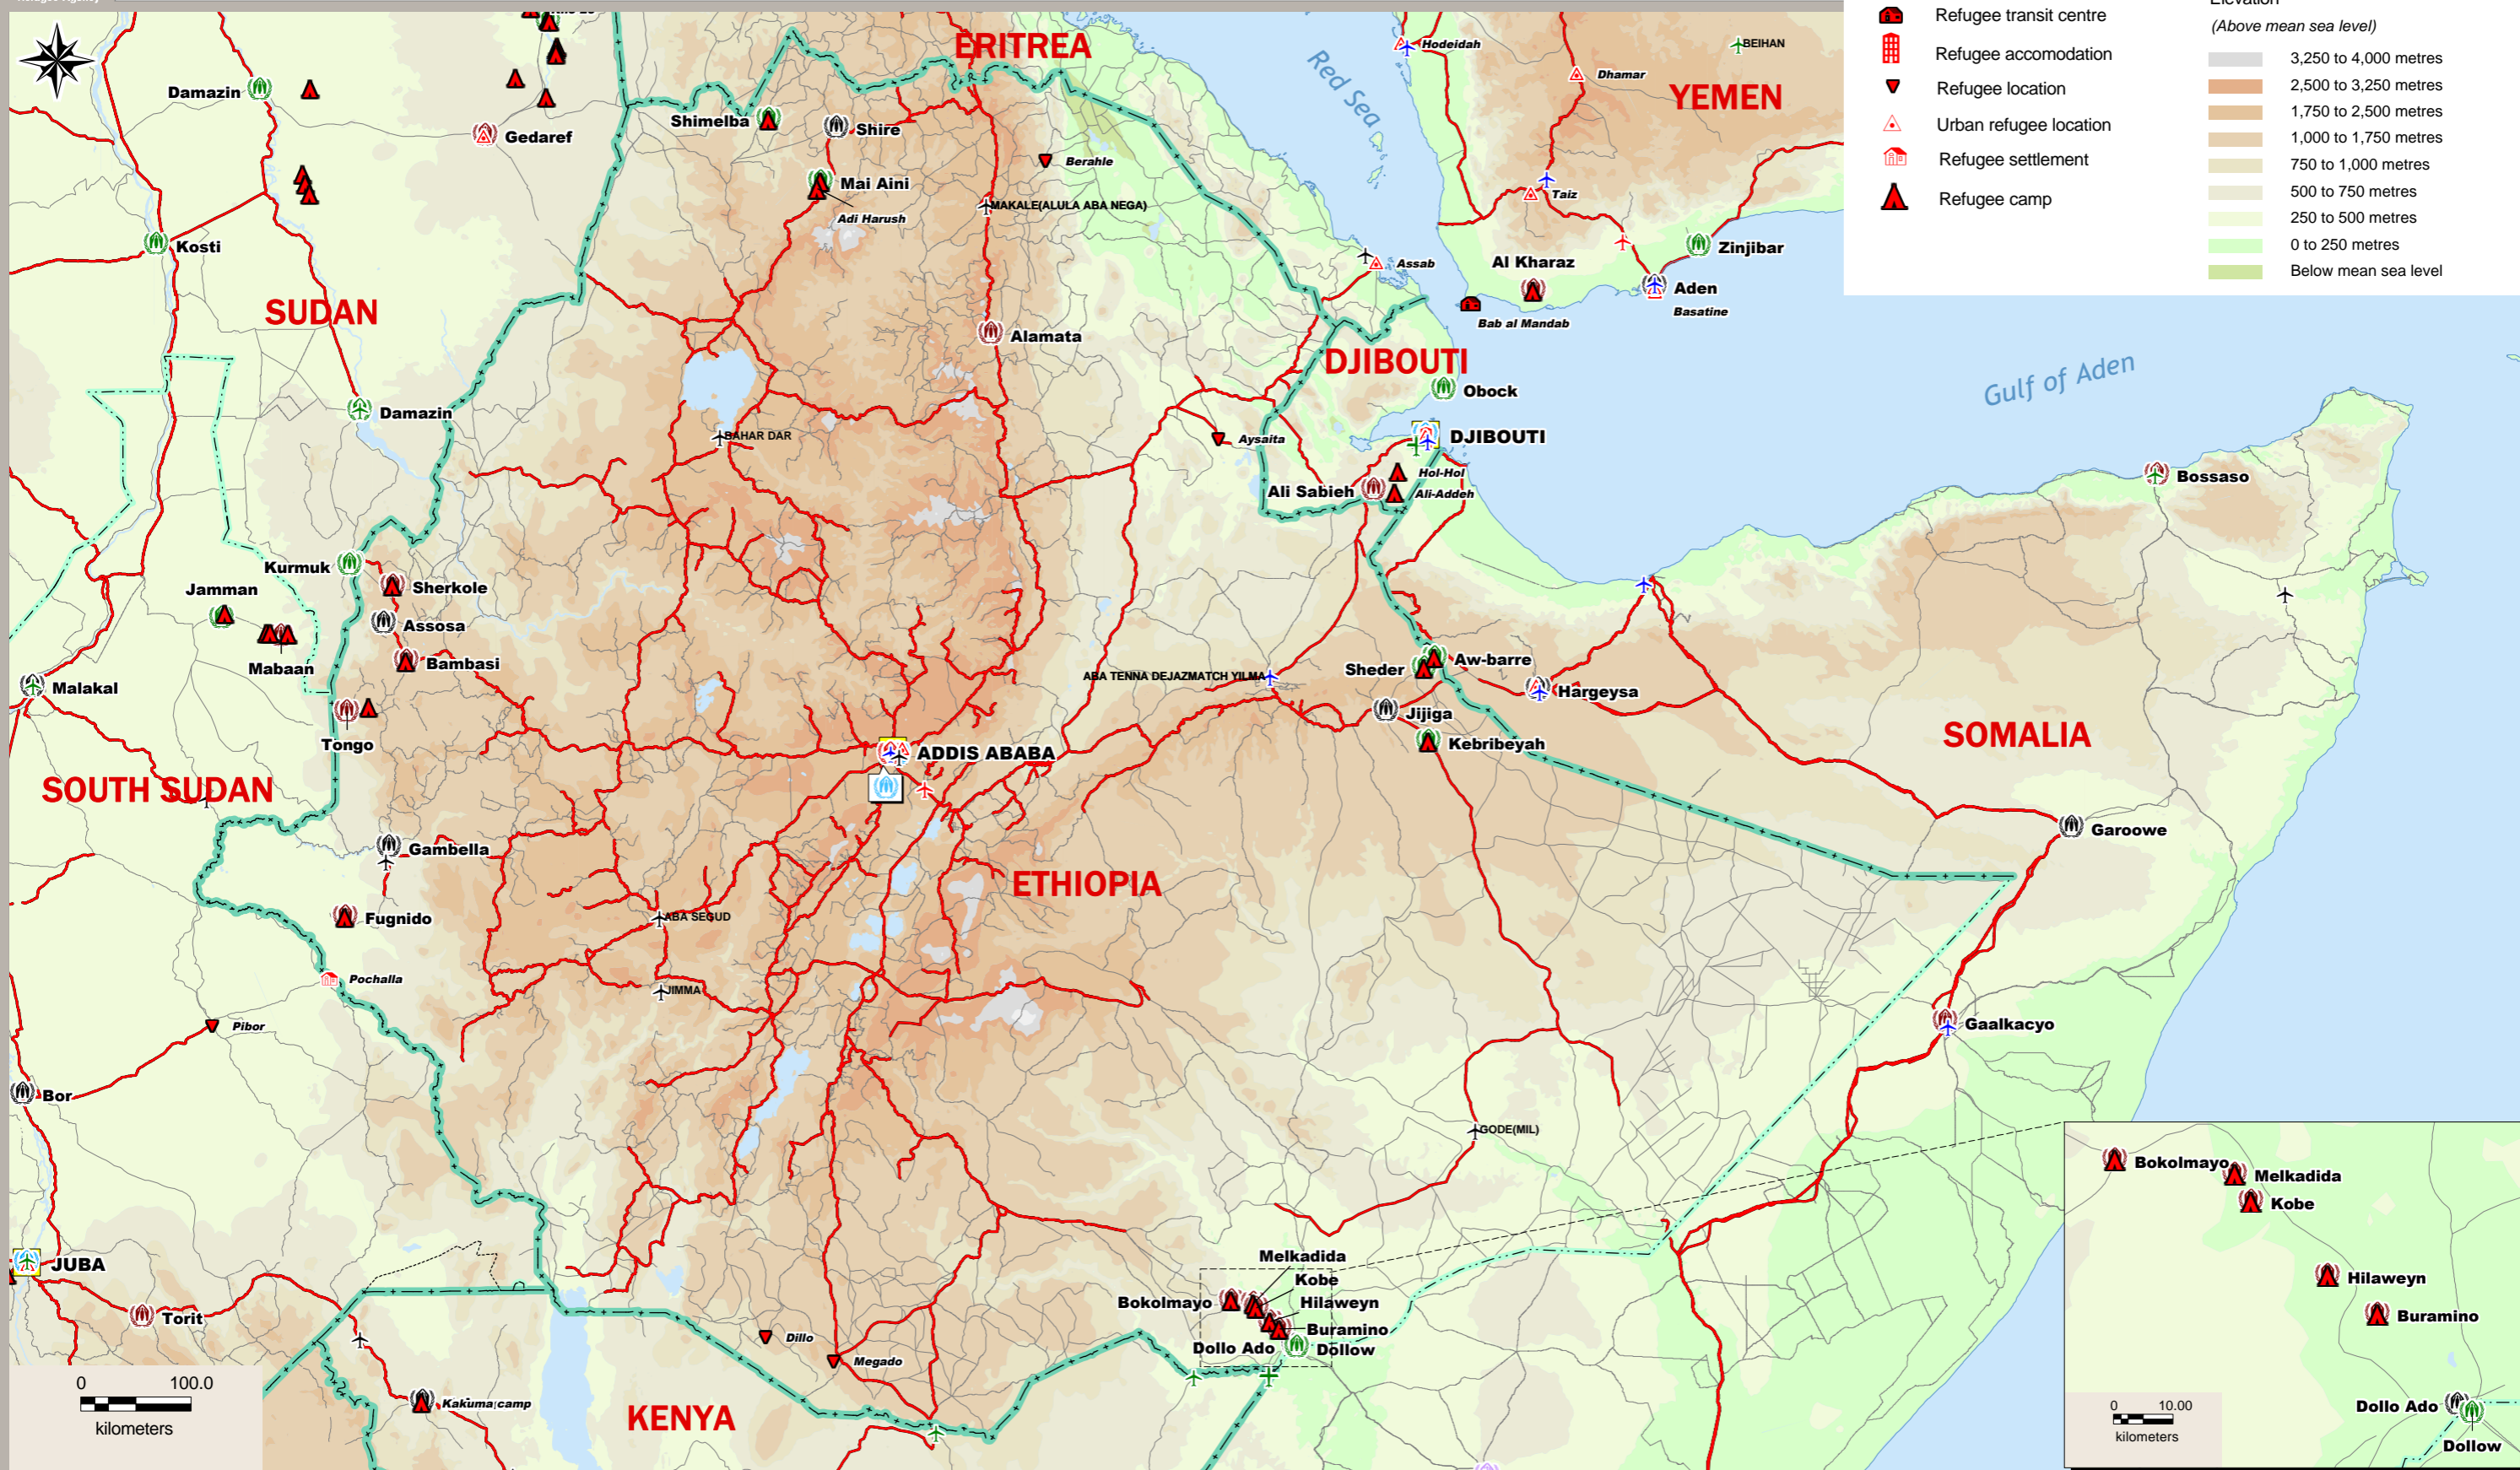 Refugee transit centre
Refugee accomodation
Refugee location
Urban refugee location
Refugee settlement
Refugee camp
Elevation
(Above mean sea level)
3,250 to 4,000 metres
2,500 to 3,250 metres
1,750 to 2,500 metres
1,000 to 1,750 metres
750 to 1,000 metres
500 to 750 metres
250 to 500 metres
0 to 250 metres
Below mean sea level
ERITREA
Red Sea
Hodeidah
BEIHAN
Dhamar
YEMEN
Damazin
Gedaref
Shimelba
Shire
Berahle
Mai Aini
Adi Harush
MAKALE(ALULA ABA NEGA)
Taiz
Kosti
Zinjibar
Assab
Al Kharaz
Aden
Basatine
Bab al Mandab
SUDAN
Alamata
DJIBOUTI
Obock
Gulf of Aden
Damazin
BAHAR DAR
Aysaita
DJIBOUTI
Hol-Hol
Ali Sabieh
Ali-Addeh
Bossaso
Kurmuk
Sherkole
Jamman
Assosa
Mabaan
Bambasi
Malakal
Tongo
Aw-barre
Sheder
ABA TENNA DEJAZMATCH YILMA
Hargeysa
Jijiga
Kebribeyah
SOMALIA
ADDIS ABABA
SOUTH SUDAN
Garoowe
Gambella
ETHIOPIA
Fugnido
ABA SEGUD
Pochalla
JIMMA
Pibor
Gaalkacyo
Bor
GODE(MIL)
Bokolmayo
Melkadida
Kobe
Hilaweyn
Buramino
Dollo Ado
Dollow
0 10.00
kilometers
JUBA
Torit
Melkadida
Kobe
Bokolmayo
Hilaweyn
Buramino
Dollo Ado
Dollow
Dillo
Megado
Kakuma camp
KENYA
0 100.0
kilometers